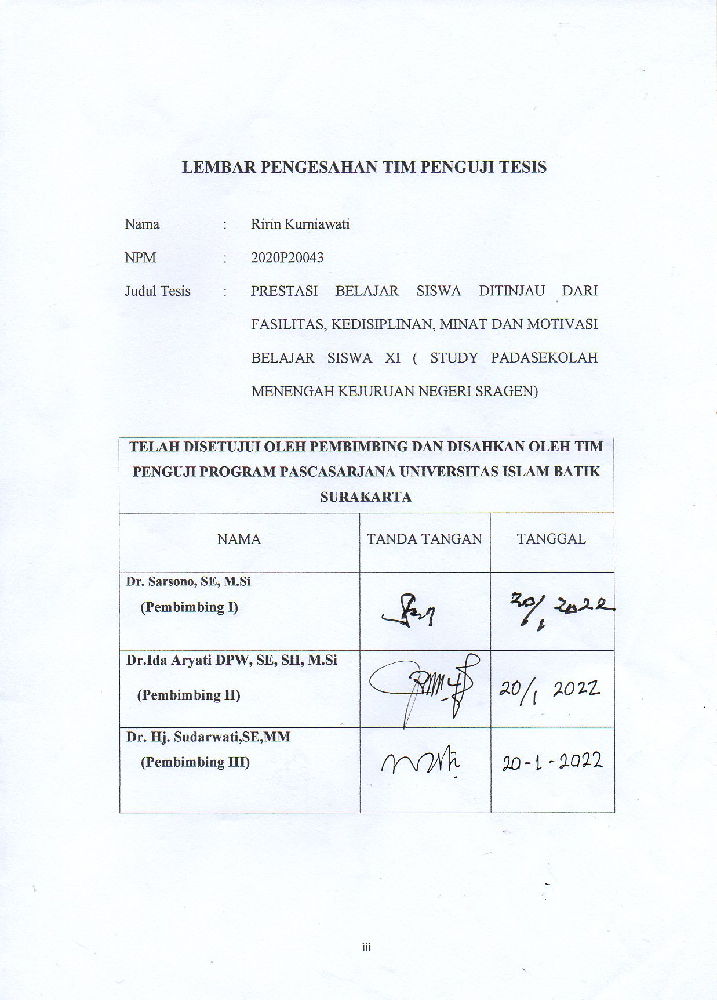 LEMBAR PENGESAHAN TIM PENGUJI TESIS
Nama : Ririn Kurniawati
NPM : 2020P20043
Judul Tesis : PRESTASI BELAJAR SISWA DITINJAU DARI
FASILITAS, KEDISIPLINAN, MINAT DAN MOTIVASI
BELAJAR SISWA XI ( STUDY PADASEKOLAH
MENENGAH KEJURUAN NEGERI SRAGEN)
TELAH DISETUJUI OLEH PEMBIMBING DAN DISAHKAN OLEH TIM
PENGUJI PROGRAM PASCASARJANA UNIVERSITAS ISLAM BATIK
SURAKARTA
NAMA TANDA TANGAN TANGGAL
Dr. Sarsono, SE, M.Si
(Pembimbing I) 20/1 2022
Dr.Ida Aryati DPW, SE, SH, M.Si
(Pembimbing II) 20/1 2022
Dr. Hj. Sudarwati,SE,MM
(Pembimbing III) 20-1-2022
iii